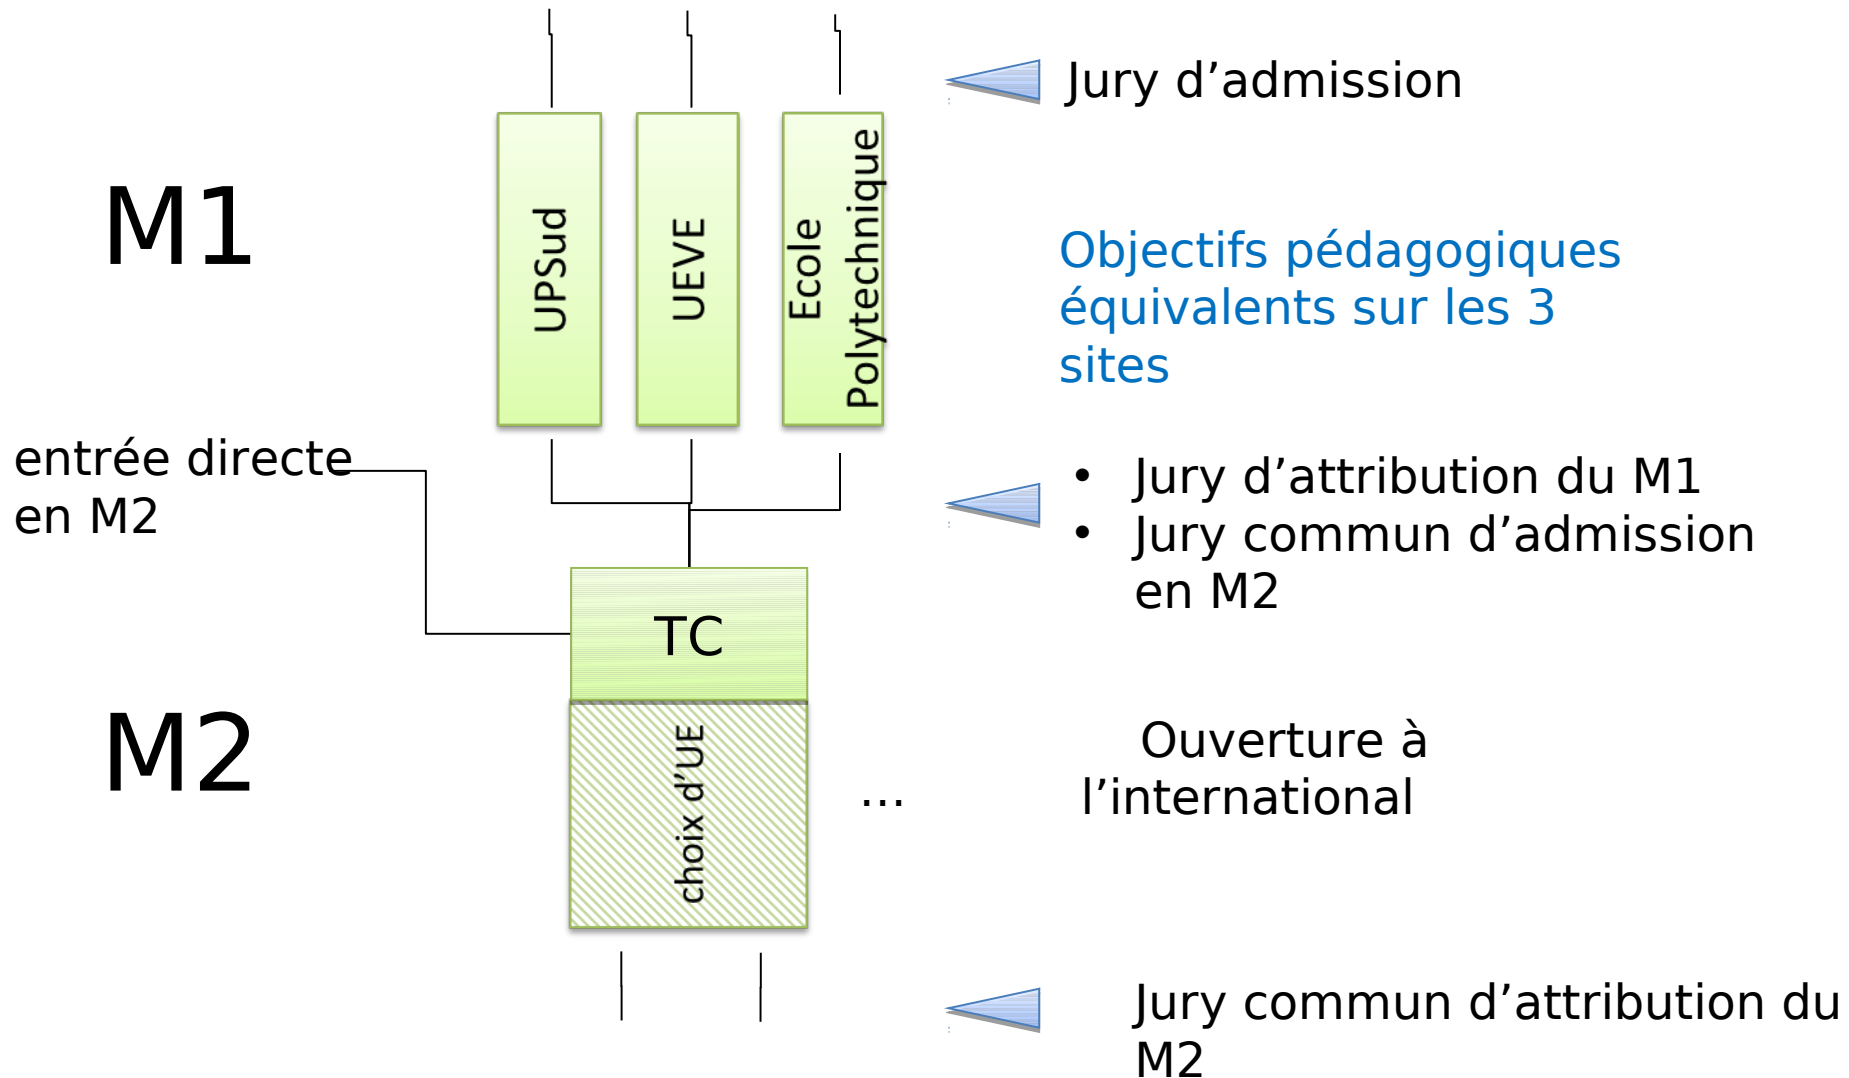 Jury d’admission
M1
UPSud
UEVE
Ecole
Polytechnique
Objectifs pédagogiques
équivalents sur les 3
sites
entrée directe
en M2
• Jury d’attribution du M1
• Jury commun d’admission
en M2
TC
M2
choix d’UE
...
Ouverture à
l’international
Jury commun d’attribution du
M2